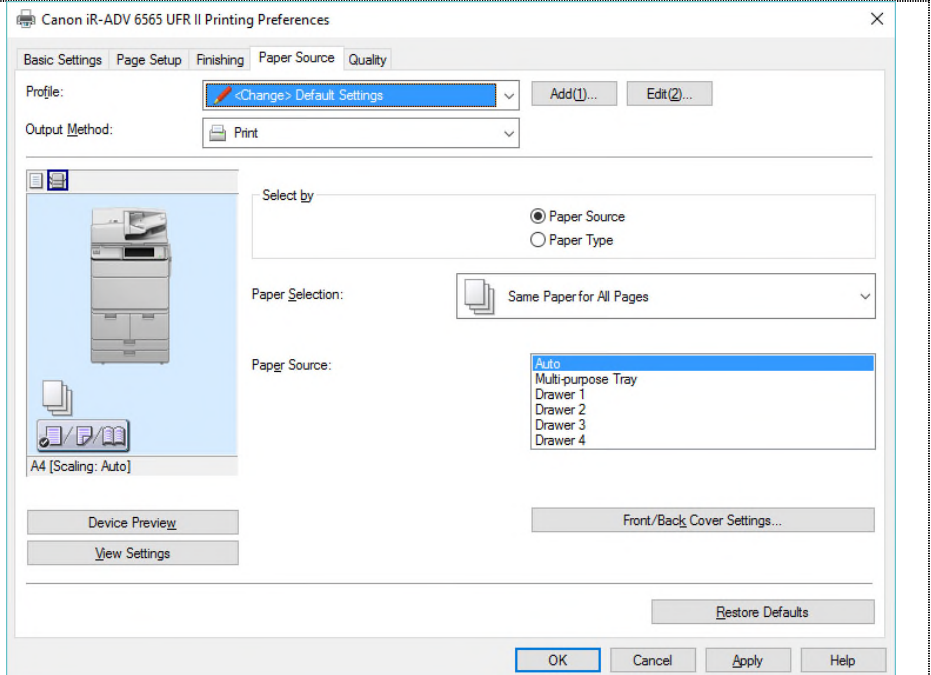 Canon iR-ADV 6565 UFR II Printing Preferences
Basic Settings Page Setup Finishing Paper Source Quality
Profile: <Change> Default Settings Add(1)... Edit(2)...
Output Method: Print
Select by
Paper Source
Paper Type
Paper Selection: Same Paper for All Pages
Paper Source: Auto
Multi-purpose Tray
Drawer 1
Drawer 2
Drawer 3
Drawer 4
A4 [Scaling: Auto]
Device Preview Front/Back Cover Settings...
View Settings
Restore Defaults
OK Cancel Apply Help